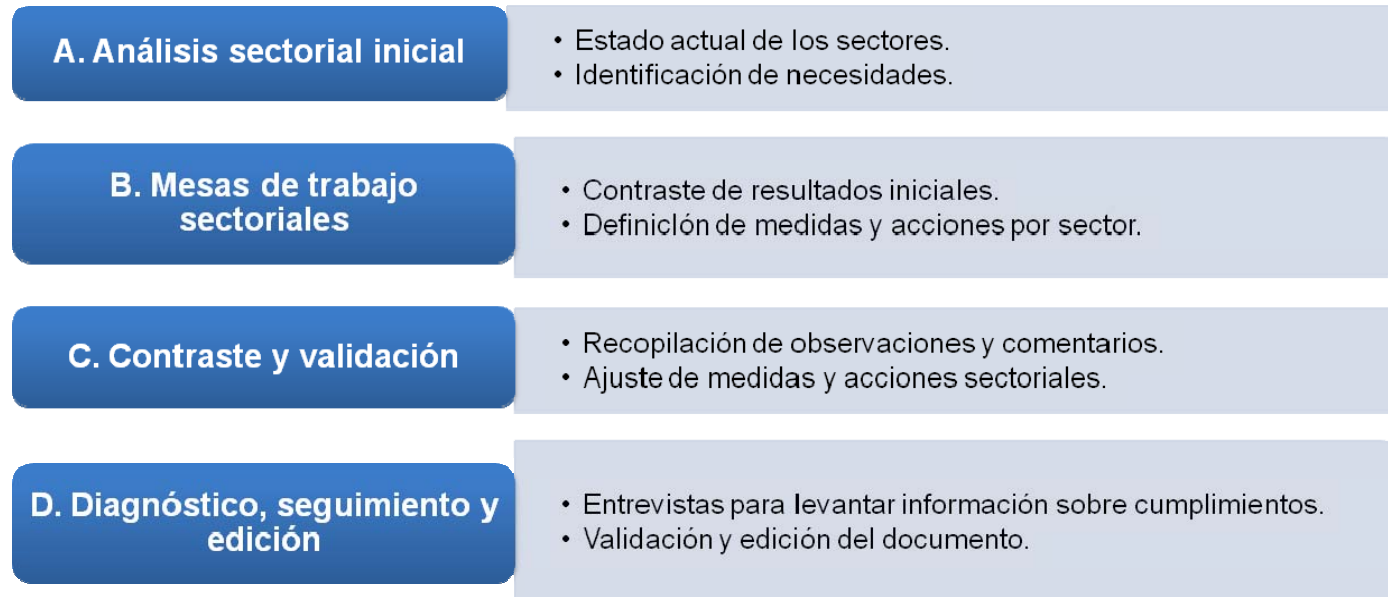 A. Análisis sectorial inicial
• Estado actual de los sectores.
• Identificación de necesidades.
B. Mesas de trabajo
sectoriales
• Contraste de resultados iniciales.
• Definición de medidas y acciones por sector.
C. Contraste y validación
• Recopilación de observaciones y comentarios.
• Ajuste de medidas y acciones sectoriales.
D. Diagnóstico, seguimiento y
edición
• Entrevistas para levantar información sobre cumplimientos.
• Validación y edición del documento.